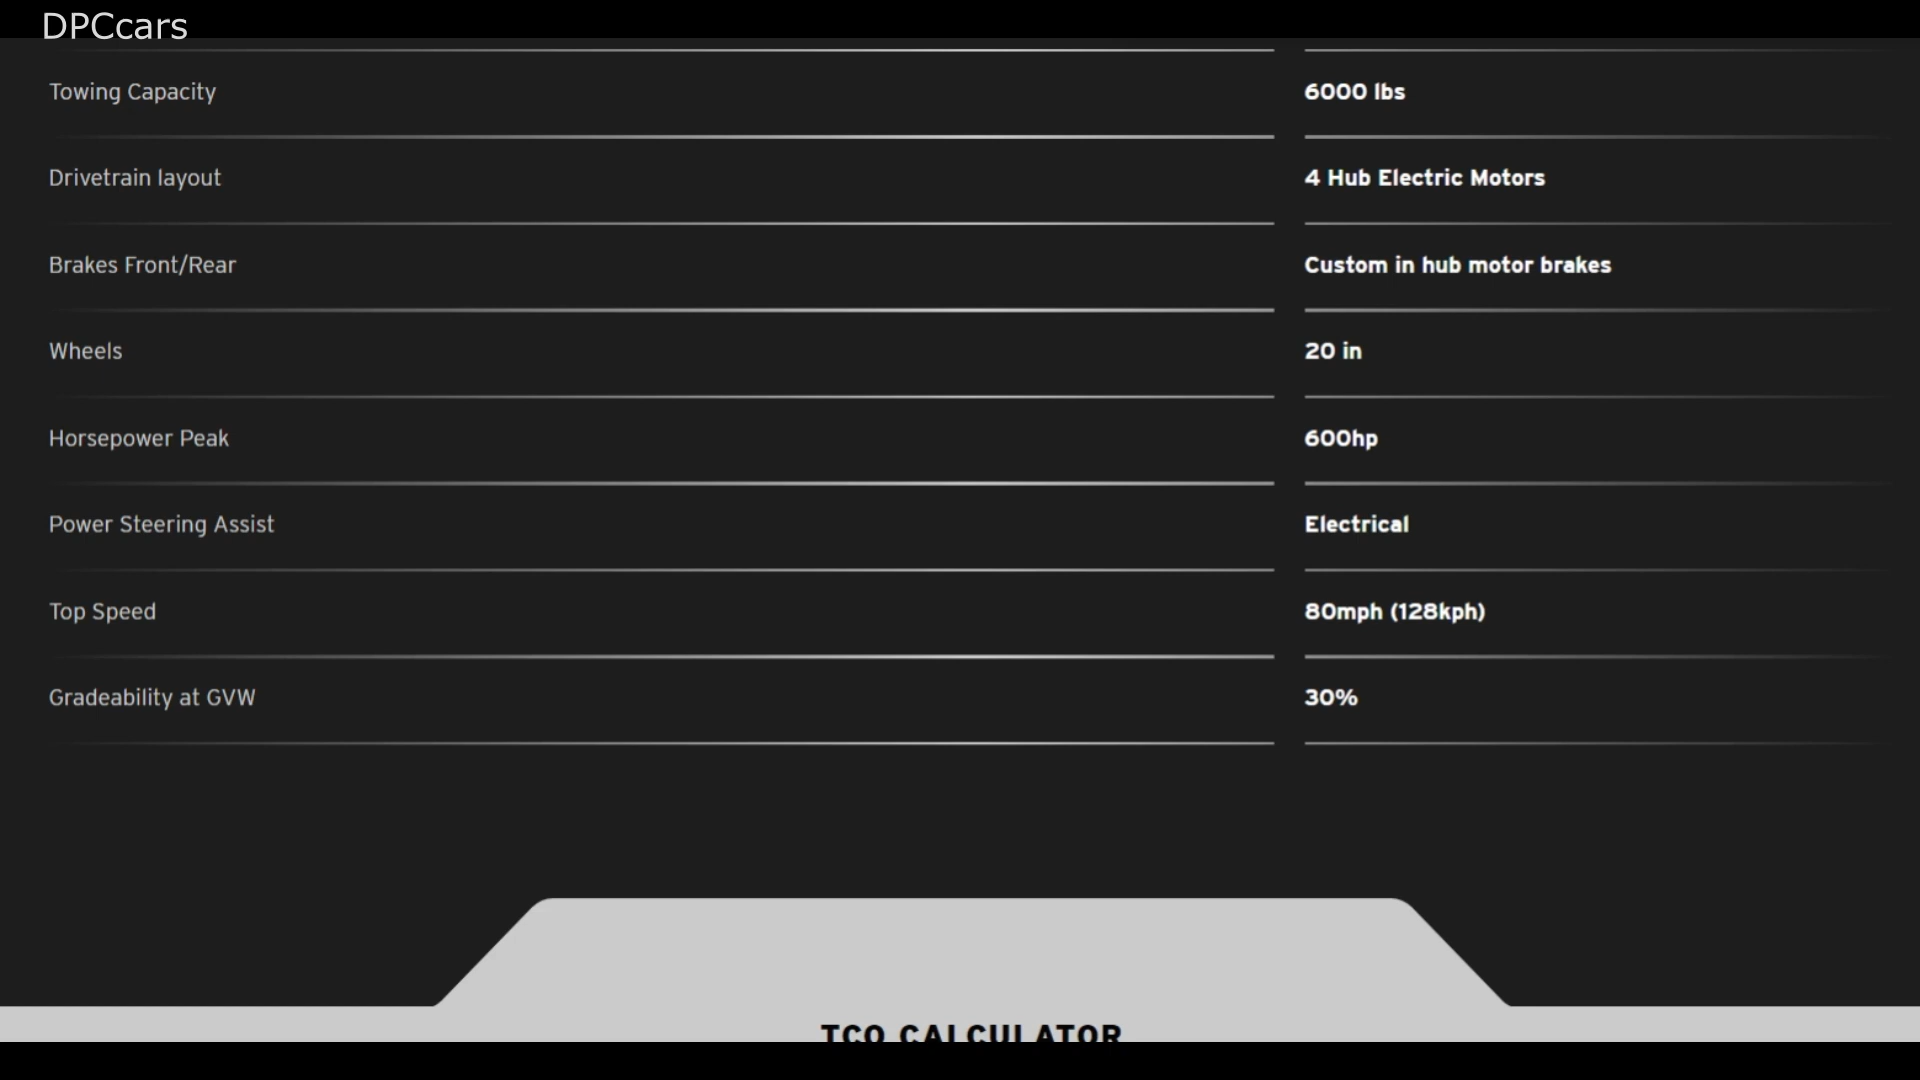 DPCcars
Towing Capacity 6000 lbs
Drivetrain layout 4 Hub Electric Motors
Brakes Front/Rear Custom in hub motor brakes
Wheels 20 in
Horsepower Peak 600hp
Power Steering Assist Electrical
Top Speed 80mph (128kph)
Gradeability at GVW 30%
TCO CALCULATOR